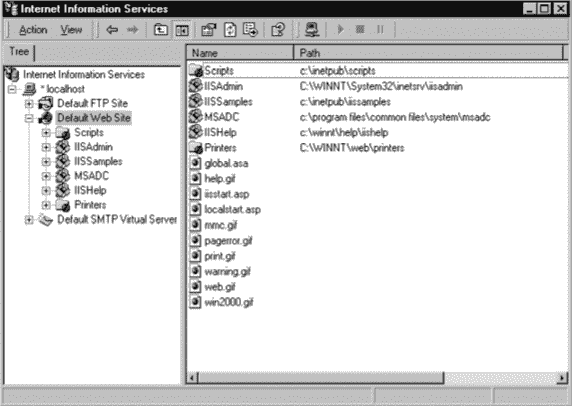 Internet Information Services
Action View
Tree
Internet Information Services
* localhost
Default FTP Site
Default Web Site
Scripts
IISAdmin
IISSamples
MSADC
IISHelp
Printers
Default SMTP Virtual Server
Name Path
Scripts c:\inetpub\scripts
IISAdmin C:\WINNT\System32\inetsrv\iisadmin
IISSamples c:\inetpub\iissamples
MSADC c:\program files\common files\system\msadc
IISHelp c:\winnt\help\iishelp
Printers C:\WINNT\web\printers
global.asa
help.gif
iisstart.asp
localstart.asp
mmc.gif
pagerror.gif
print.gif
warning.gif
web.gif
win2000.gif